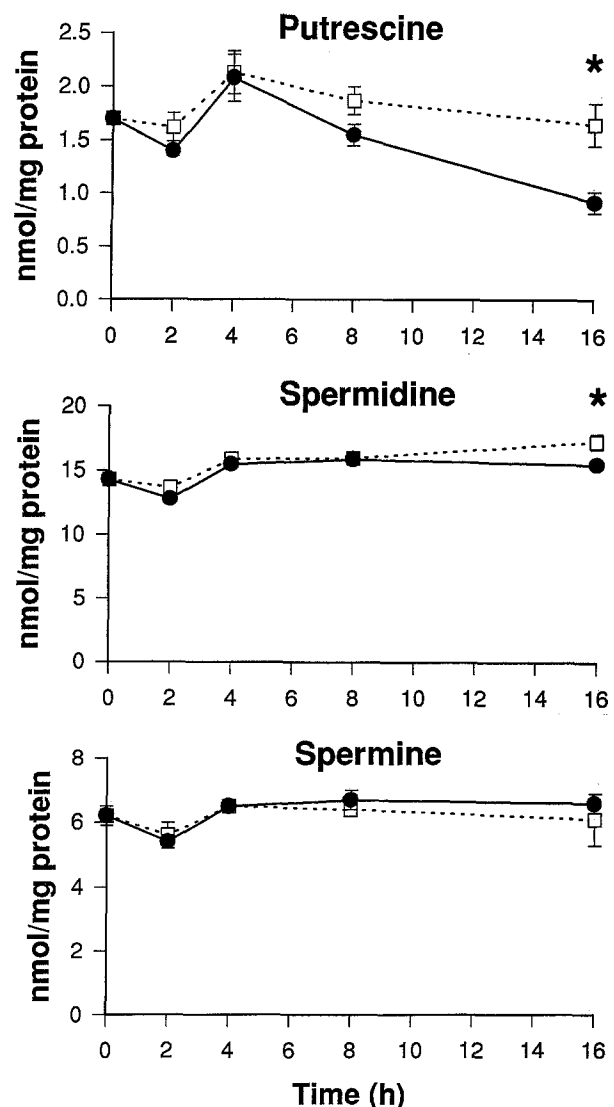 Putrescine
*
nmol/mg protein
2.5
2.0
1.5
1.0
0.5
0.0
0 2 4 6 8 10 12 14 16
Spermidine
*
nmol/mg protein
20
15
10
5
0
0 2 4 6 8 10 12 14 16
Spermine
nmol/mg protein
8
6
4
2
0
0 2 4 6 8 10 12 14 16
Time (h)